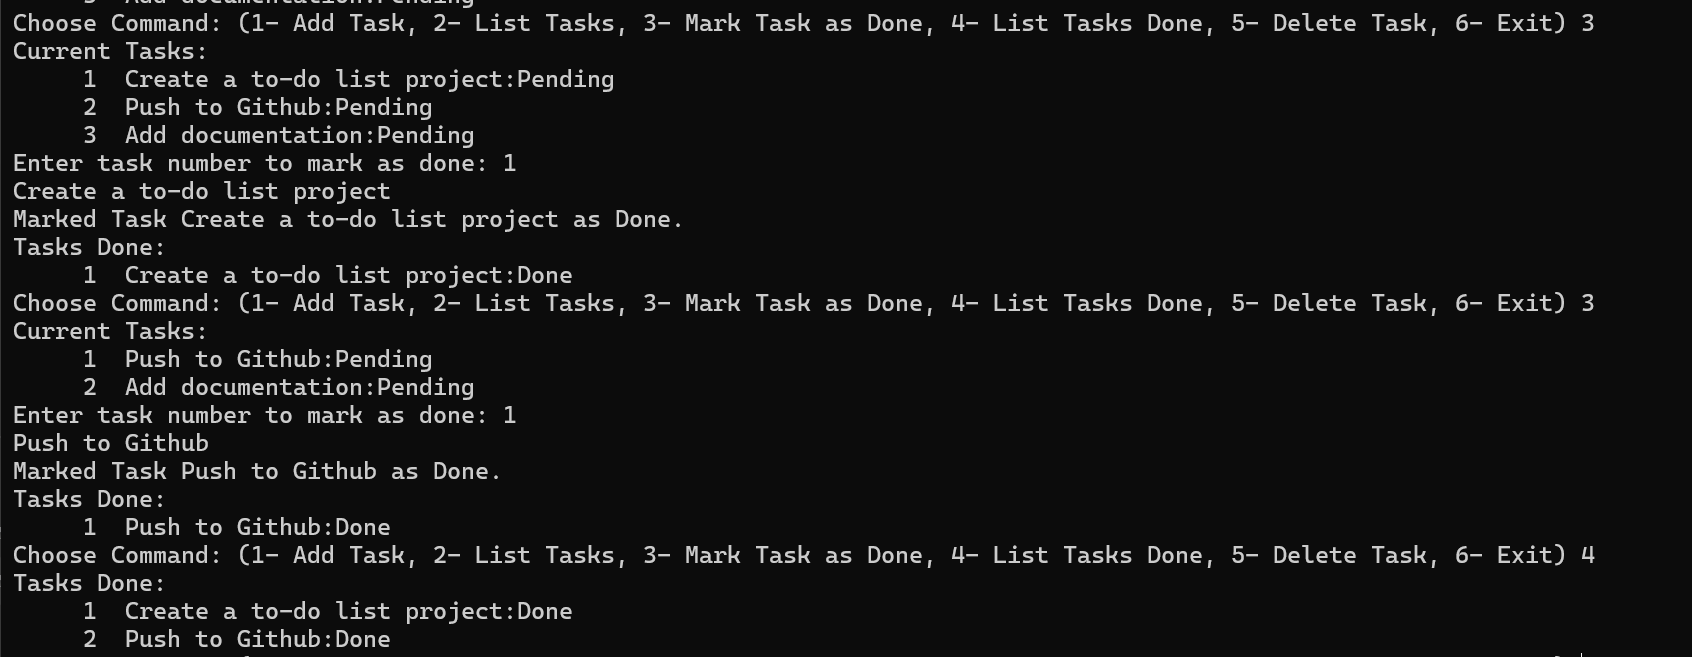 Add documentation:Pending
Choose Command: (1- Add Task, 2- List Tasks, 3- Mark Task as Done, 4- List Tasks Done, 5- Delete Task, 6- Exit) 3
Current Tasks:
     1  Create a to-do list project:Pending
     2  Push to Github:Pending
     3  Add documentation:Pending
Enter task number to mark as done: 1
Create a to-do list project
Marked Task Create a to-do list project as Done.
Tasks Done:
     1  Create a to-do list project:Done
Choose Command: (1- Add Task, 2- List Tasks, 3- Mark Task as Done, 4- List Tasks Done, 5- Delete Task, 6- Exit) 3
Current Tasks:
     1  Push to Github:Pending
     2  Add documentation:Pending
Enter task number to mark as done: 1
Push to Github
Marked Task Push to Github as Done.
Tasks Done:
     1  Push to Github:Done
Choose Command: (1- Add Task, 2- List Tasks, 3- Mark Task as Done, 4- List Tasks Done, 5- Delete Task, 6- Exit) 4
Tasks Done:
     1  Create a to-do list project:Done
     2  Push to Github:Done